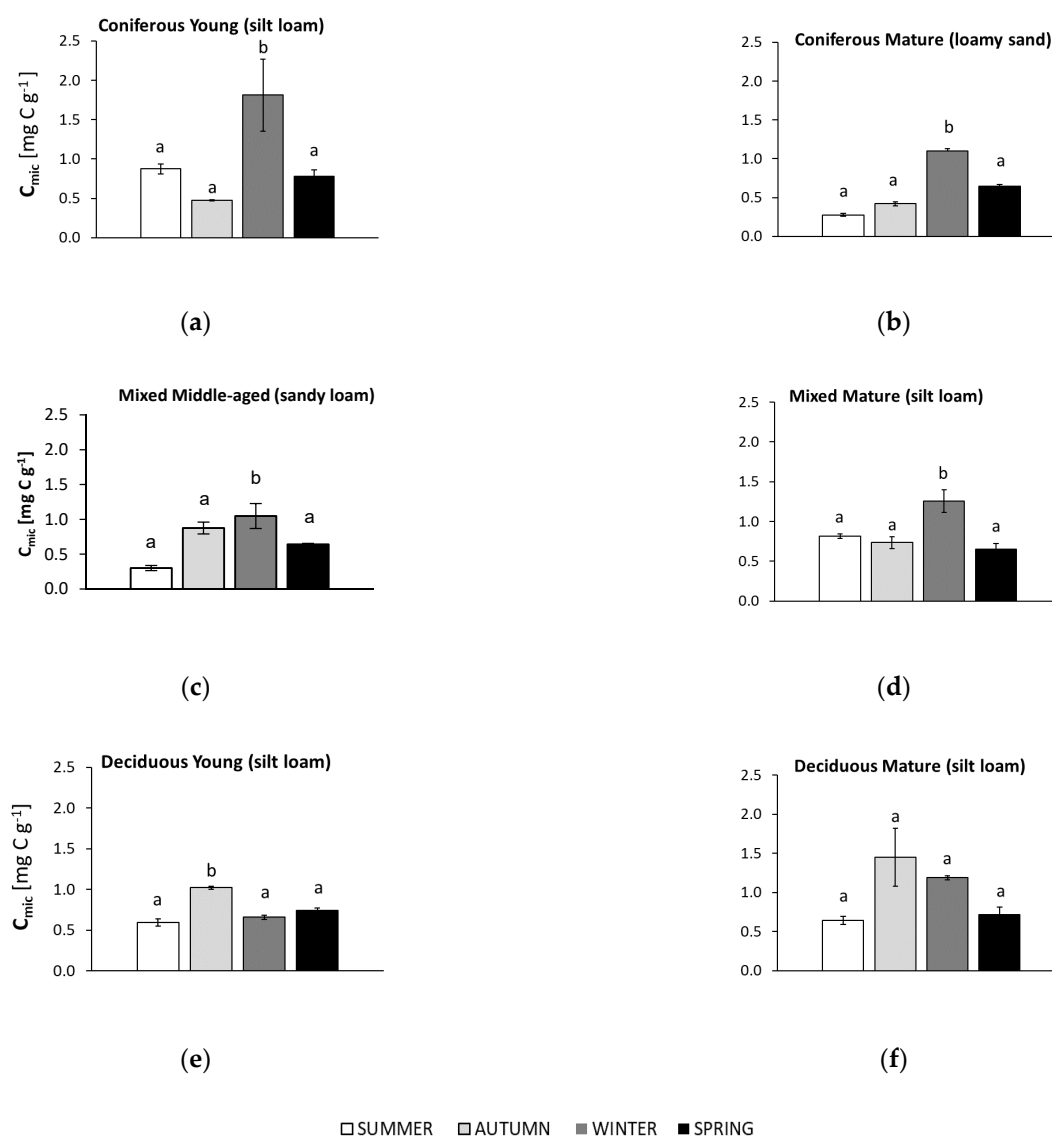 Coniferous Young (silt loam)
C_mic [mg C g⁻¹]
2.5
2.0
1.5
1.0
0.5
0.0
a
a
b
a
(a)
Coniferous Mature (loamy sand)
2.5
2.0
1.5
1.0
0.5
0.0
a
a
b
a
(b)
Mixed Middle-aged (sandy loam)
C_mic [mg C g⁻¹]
2.5
2.0
1.5
1.0
0.5
0.0
a
a
b
a
(c)
Mixed Mature (silt loam)
2.5
2.0
1.5
1.0
0.5
0.0
a
a
b
a
(d)
Deciduous Young (silt loam)
C_mic [mg C g⁻¹]
2.5
2.0
1.5
1.0
0.5
0.0
a
b
a
a
(e)
Deciduous Mature (silt loam)
2.5
2.0
1.5
1.0
0.5
0.0
a
a
a
a
(f)
SUMMER AUTUMN WINTER SPRING